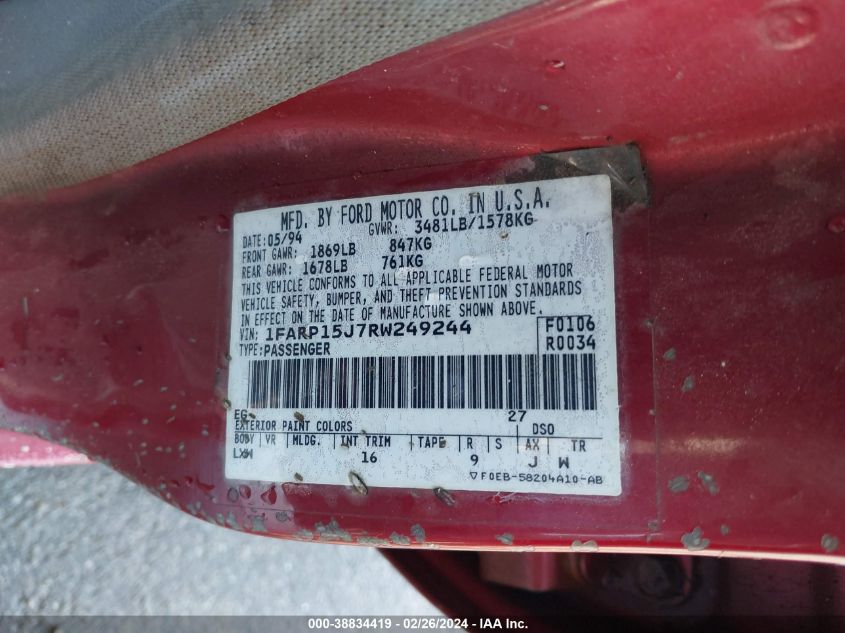 MFD. BY FORD MOTOR CO. IN U.S.A.
DATE: 05/94 GVWR: 3481LB/1578KG
FRONT GAWR: 1869LB 847KG
REAR GAWR: 1678LB 761KG
THIS VEHICLE CONFORMS TO ALL APPLICABLE FEDERAL MOTOR
VEHICLE SAFETY, BUMPER, AND THEFT PREVENTION STANDARDS
IN EFFECT ON THE DATE OF MANUFACTURE SHOWN ABOVE.
VIN: 1FARP15J7RW249244 F0106
TYPE: PASSENGER R0034
EG 27
EXTERIOR PAINT COLORS DSO
BODY VR MLDG. INT TRIM TAPE R S AX TR
LXW 16 9 J W
▽F0EB-58204A10-AB
000-38834419 - 02/26/2024 - IAA Inc.